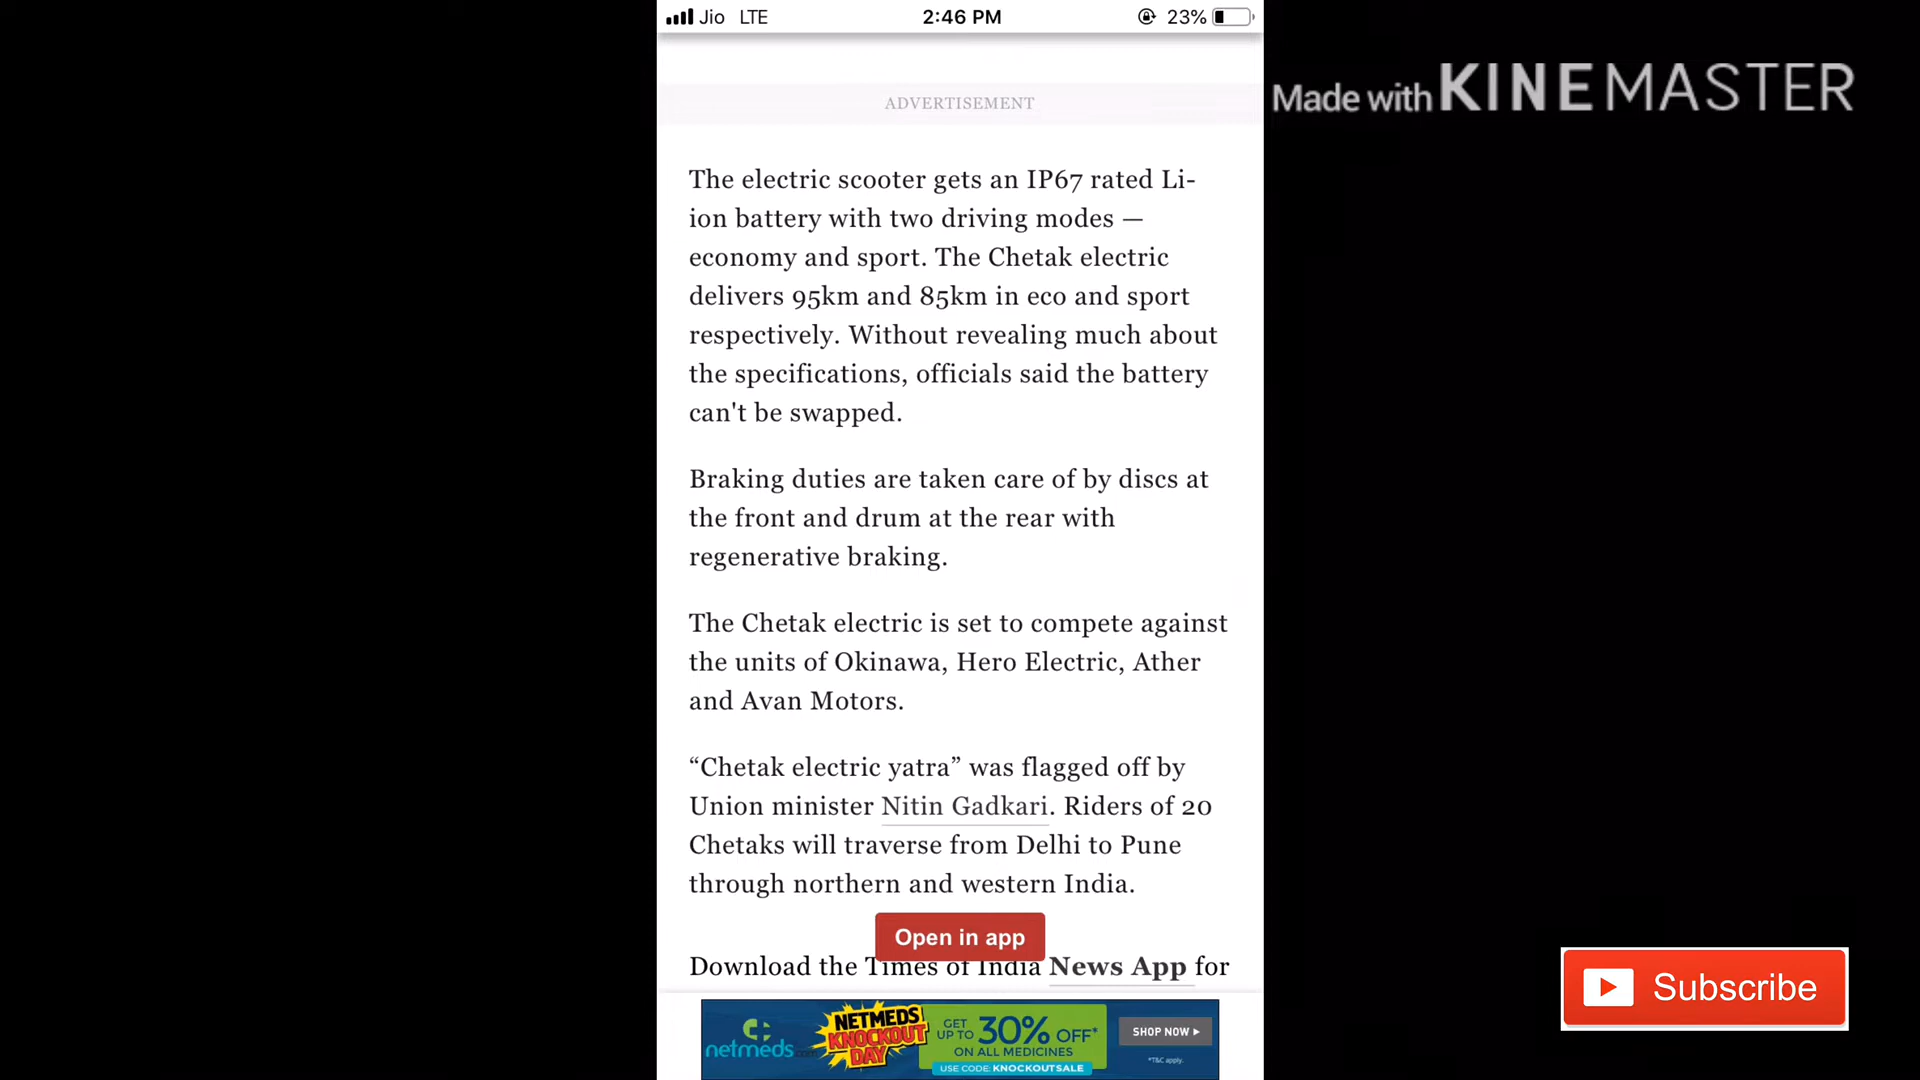 Jio LTE 2:46 PM 23%
Made with KINEMASTER
ADVERTISEMENT
The electric scooter gets an IP67 rated Li-
ion battery with two driving modes —
economy and sport. The Chetak electric
delivers 95km and 85km in eco and sport
respectively. Without revealing much about
the specifications, officials said the battery
can't be swapped.
Braking duties are taken care of by discs at
the front and drum at the rear with
regenerative braking.
The Chetak electric is set to compete against
the units of Okinawa, Hero Electric, Ather
and Avan Motors.
“Chetak electric yatra” was flagged off by
Union minister Nitin Gadkari. Riders of 20
Chetaks will traverse from Delhi to Pune
through northern and western India.
Open in app
Download the Times of India News App for
Subscribe
netmeds.com
NETMEDS
KNOCKOUT
DAY
GET
UP TO 30% OFF*
ON ALL MEDICINES
USE CODE: KNOCKOUTSALE
SHOP NOW
*T&C apply.